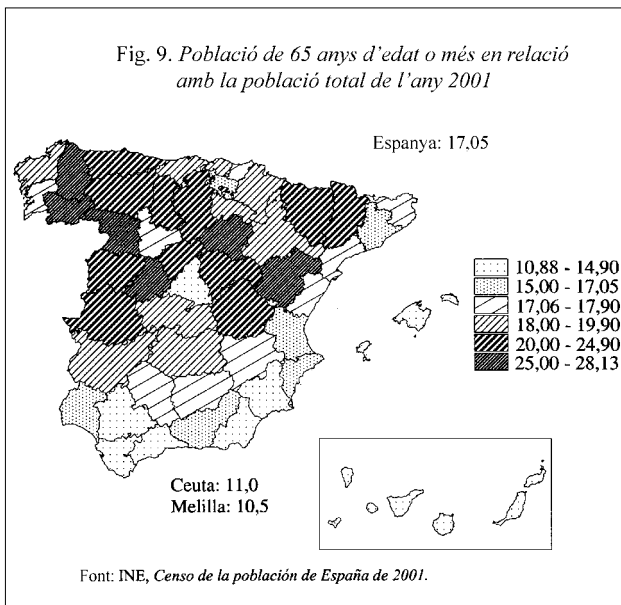 Fig. 9. Població de 65 anys d'edat o més en relació
amb la població total de l'any 2001
Espanya: 17,05
10,88 - 14,90
15,00 - 17,05
17,06 - 17,90
18,00 - 19,90
20,00 - 24,90
25,00 - 28,13
Ceuta: 11,0
Melilla: 10,5
Font: INE, Censo de la población de España de 2001.